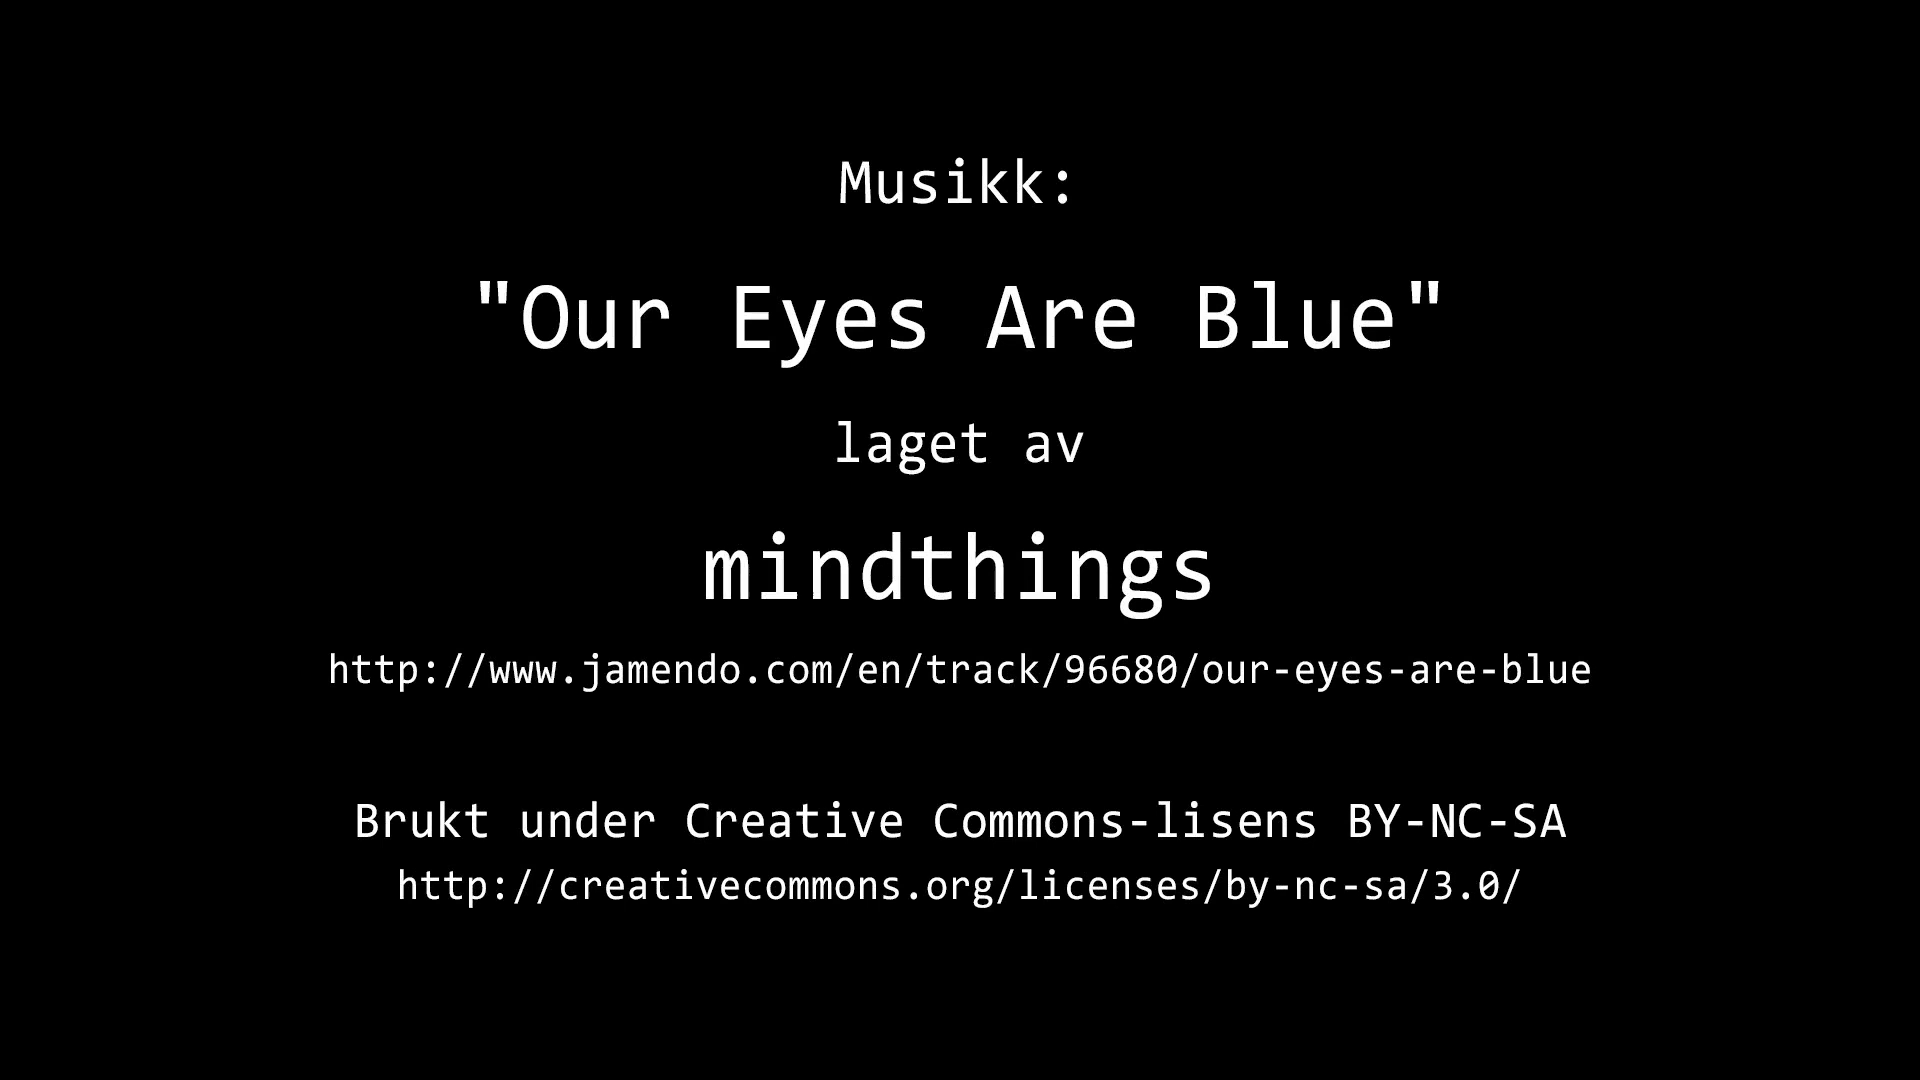 Musikk:
"Our Eyes Are Blue"
laget av
mindthings
http://www.jamendo.com/en/track/96680/our-eyes-are-blue
Brukt under Creative Commons-lisens BY-NC-SA
http://creativecommons.org/licenses/by-nc-sa/3.0/